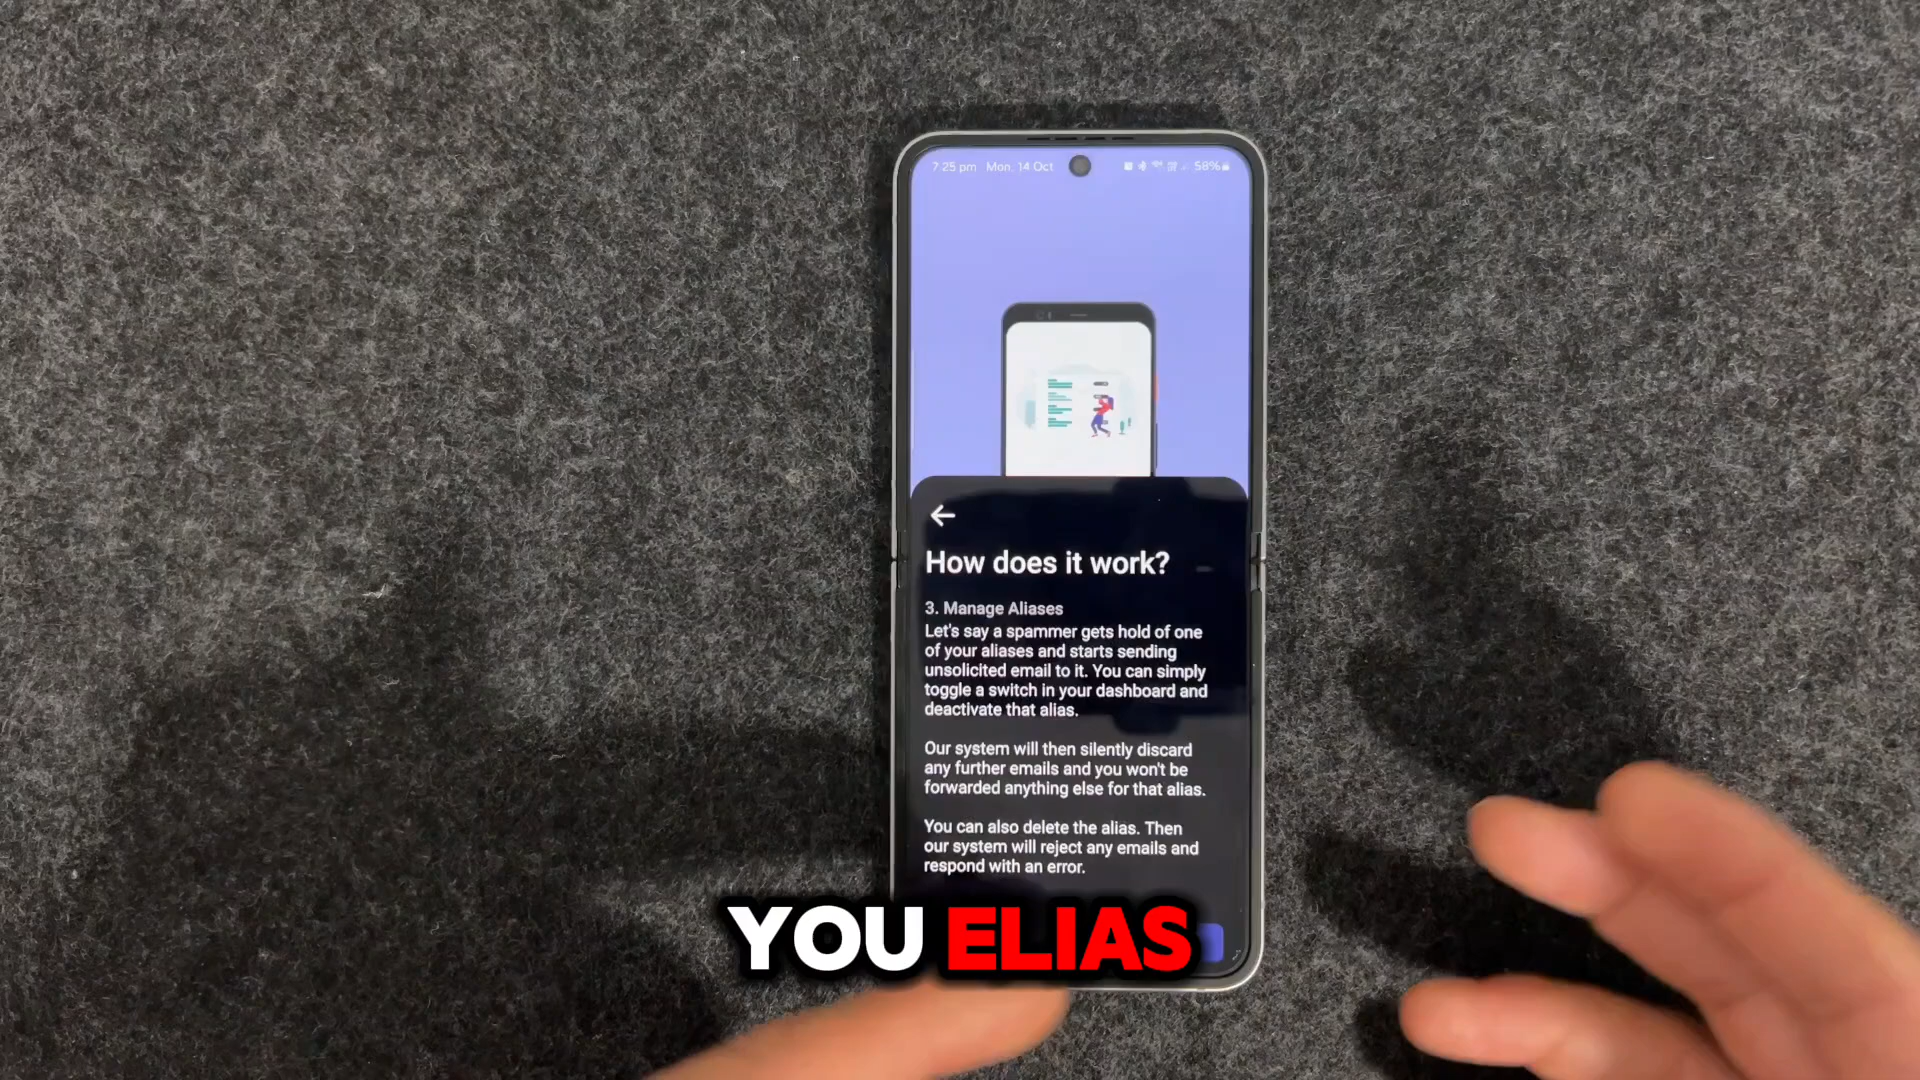 7:25 pm Mon, 14 Oct 58%
How does it work?
3. Manage Aliases
Let's say a spammer gets hold of one
of your aliases and starts sending
unsolicited email to it. You can simply
toggle a switch in your dashboard and
deactivate that alias.
Our system will then silently discard
any further emails and you won't be
forwarded anything else for that alias.
You can also delete the alias. Then
our system will reject any emails and
respond with an error.
YOU ELIAS